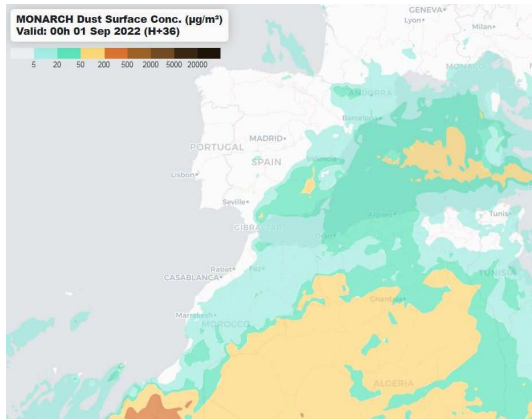 MONARCH Dust Surface Conc. (µg/m³)
Valid: 00h 01 Sep 2022 (H+36)
5 20 50 200 500 2000 5000 20000
GENEVA
Lyon
Milan
MONACO
ANDORRA
Barcelona
MADRID
PORTUGAL
SPAIN
Valencia
Lisbon
Seville
GIBRALTAR
Algiers
Tunis
Oran
Rabat
Fez
CASABLANCA
TUNISIA
Ghardaïa
Marrakesh
MOROCCO
ALGERIA